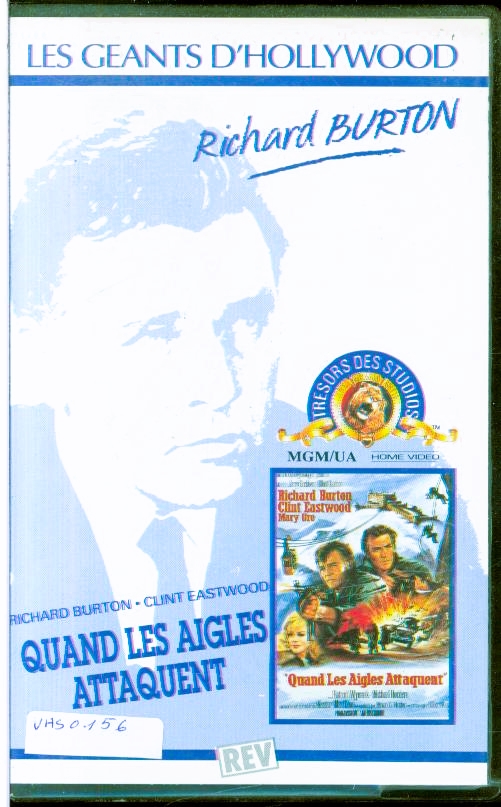 LES GEANTS D'HOLLYWOOD
Richard BURTON
TRESORS DES STUDIOS
TM
MGM/UA HOME VIDEO
Richard Burton
Clint Eastwood
Mary Ure
RICHARD BURTON • CLINT EASTWOOD
QUAND LES AIGLES
ATTAQUENT
"Quand Les Aigles Attaquent"
VHS 0.156
REV